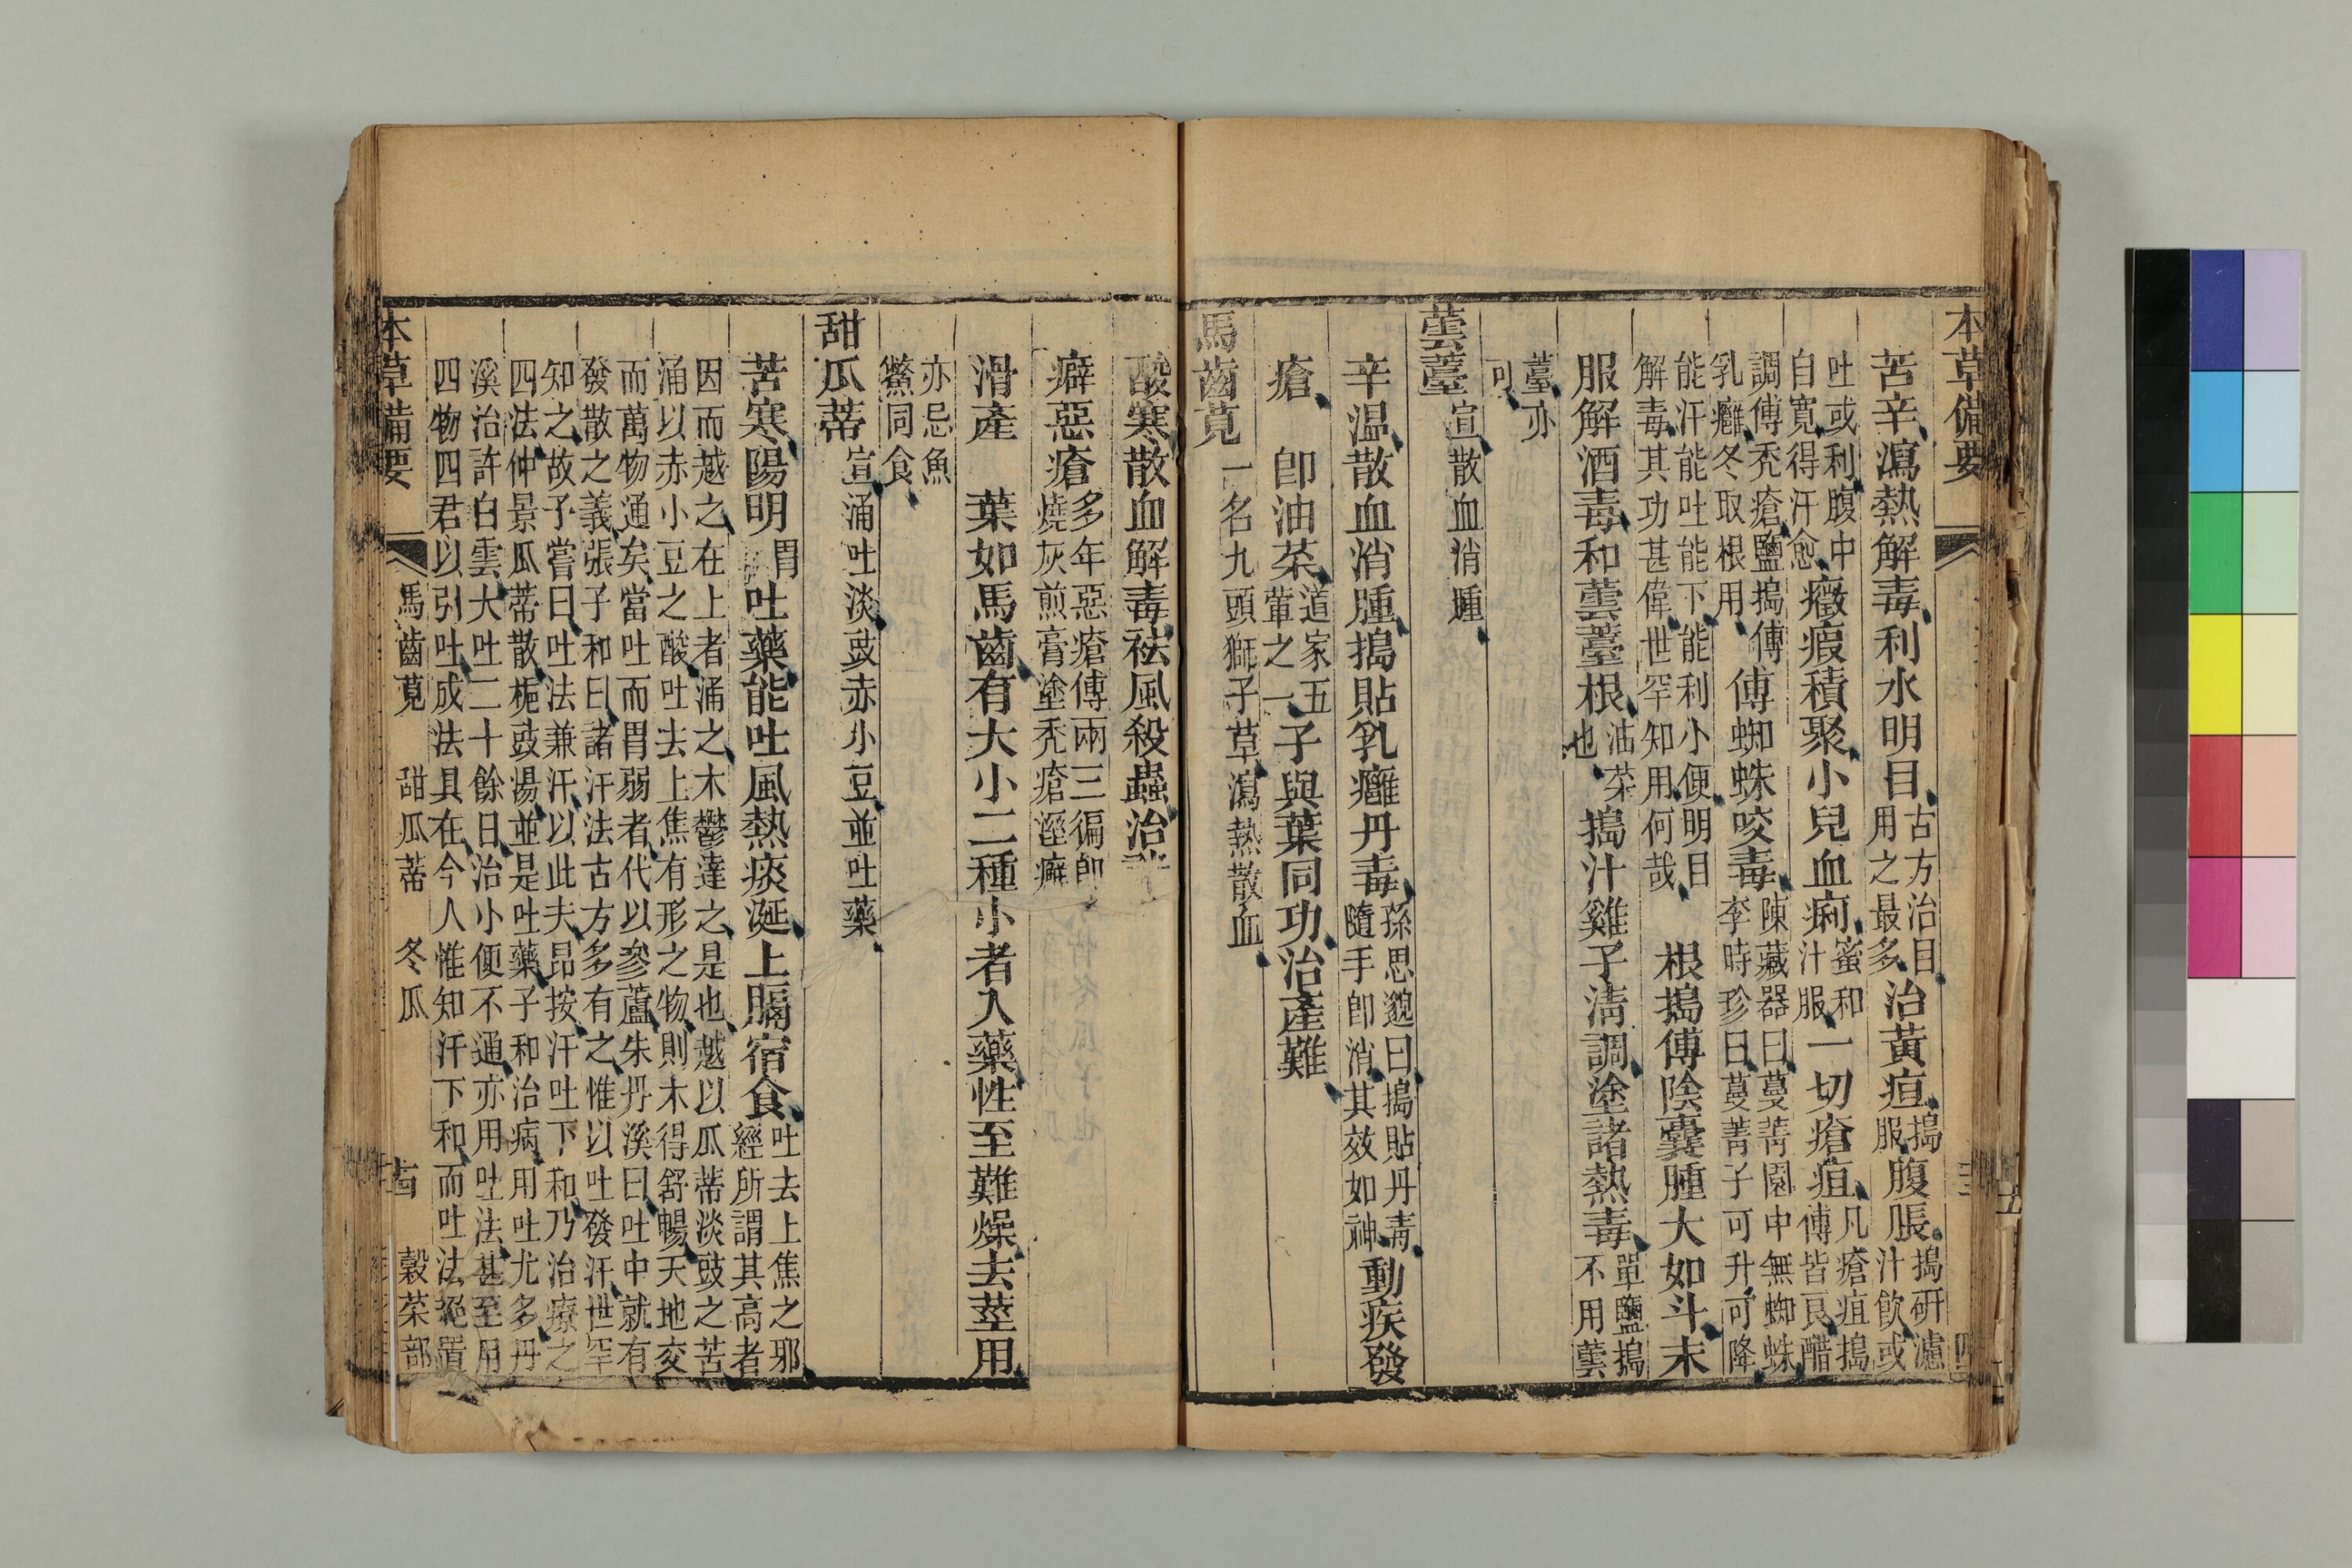 本草備要
苦辛瀉熱解毒利水明目古方治目用之最多治黃疸搗服腹脹搗研濾汁飲或
吐或利腹中自寬得汗愈癥瘕積聚小兒血痢蜜和汁服一切瘡疽凡瘡疽搗傅皆良醋
調傅禿瘡鹽搗傅乳癰冬取根用傅蜘蛛咬毒陳藏器曰蔓菁園中無蜘蛛李時珍曰蔓菁子可升可降
能汗能吐能下能利小便明目解毒其功甚偉世罕知用何哉　根搗傅陰囊腫大如斗末
服解酒毒和蕓薹根油菜也搗汁雞子清調塗諸熱毒單鹽搗不用蕓
薹亦可
蕓薹宣散血消腫
辛温散血消腫搗貼乳癰丹毒孫思邈曰搗貼丹毒隨手卽消其效如神動疾發
瘡　卽油菜道家五葷之一子與葉同功治產難
馬齒莧一名九頭獅子草瀉熱散血
酸寒散血解毒祛風殺蟲治
癖惡瘡多年惡瘡傅兩三徧卽燒灰煎膏塗禿瘡溼癬
滑產　葉如馬齒有大小二種小者入藥性至難燥去莖用
亦忌魚鱉同食
甜瓜蒂宣涌吐淡豉赤小豆並吐藥
苦寒陽明胃吐藥能吐風熱痰涎上膈宿食吐去上焦之邪經所謂其高者
因而越之在上者涌之木鬱達之是也越以瓜蒂淡豉之苦涌以赤小豆之酸吐去上焦有形之物則木得舒暢天地交
而萬物通矣當吐而胃弱者代以參蘆朱丹溪曰吐中就有發散之義張子和曰諸汗法古方多有之惟以吐發汗世罕
知之故予嘗曰吐法兼汗以此夫昂按汗吐下和乃治療之四法仲景瓜蒂散梔豉湯並是吐藥子和治病用吐尤多丹
溪治許白雲大吐二十餘日治小便不通亦用吐法甚至用四物四君以引吐成法具在今人惟知汗下和而吐法絕置
本草備要　馬齒莧　甜瓜蒂　冬瓜　　穀菜部